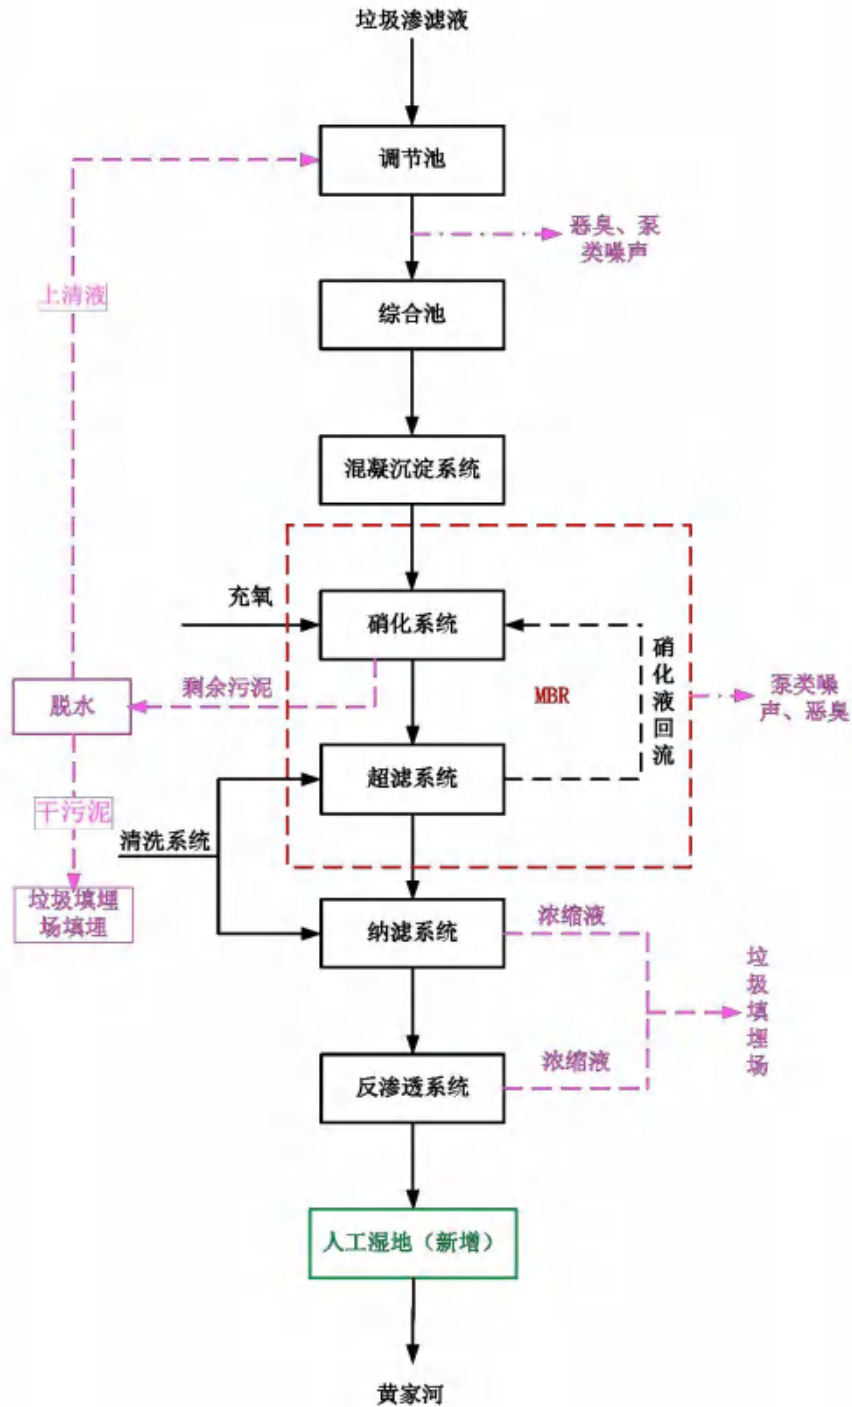 垃圾渗滤液
调节池
恶臭、泵
类噪声
上清液
综合池
混凝沉淀系统
充氧
硝化系统
硝化液回流
剩余污泥
脱水
MBR
泵类噪
声、恶臭
超滤系统
干污泥
清洗系统
垃圾填埋
场填埋
纳滤系统
浓缩液
垃圾填埋场
浓缩液
反渗透系统
人工湿地（新增）
黄家河